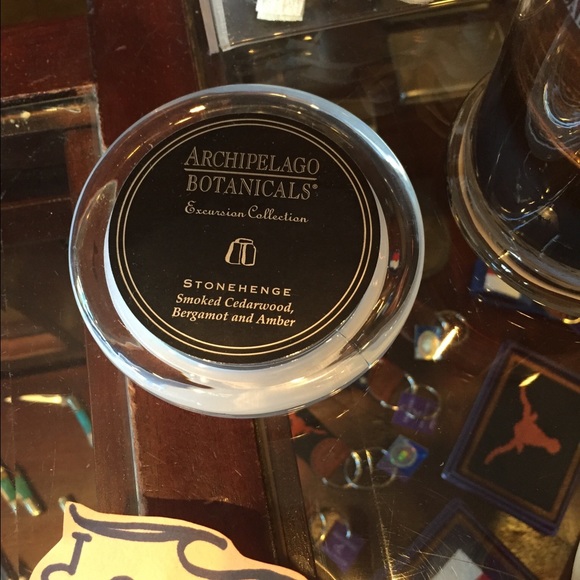 ARCHIPELAGO
BOTANICALS®
Excursion Collection
STONEHENGE
Smoked Cedarwood,
Bergamot and Amber
I